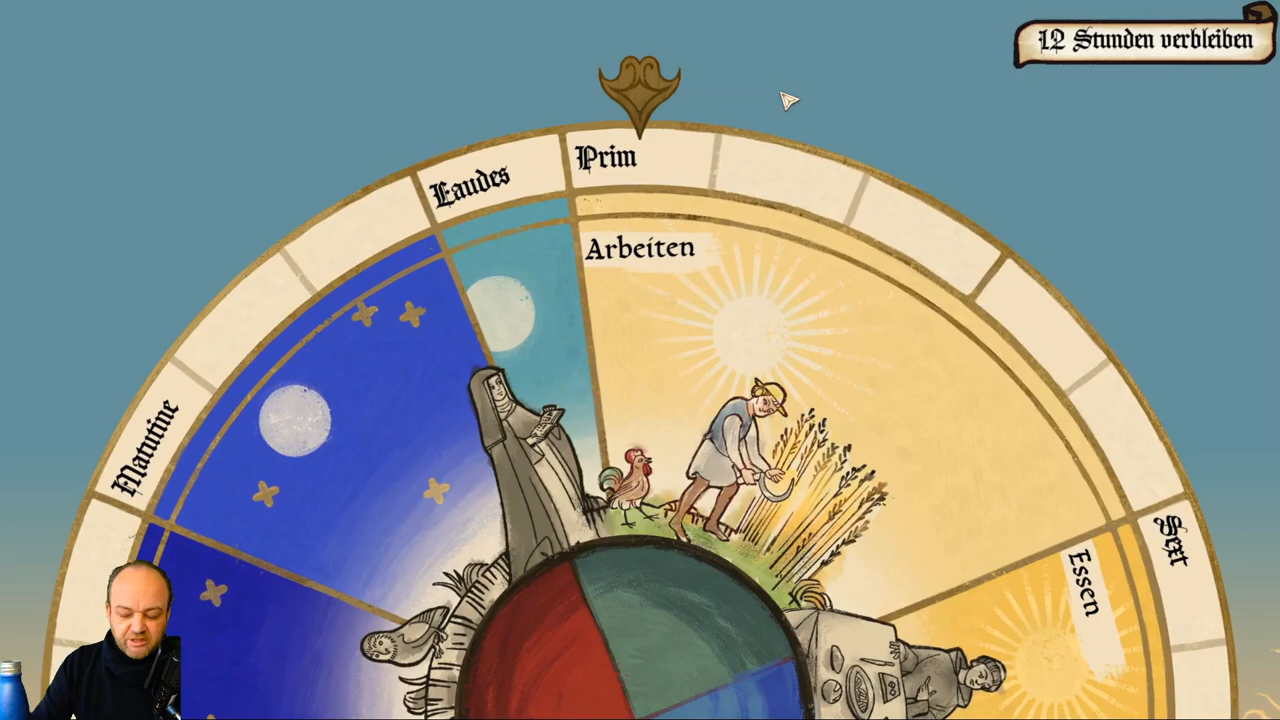 12 Stunden verbleiben
Prim
Laudes
Arbeiten
Matutine
Sext
Essen